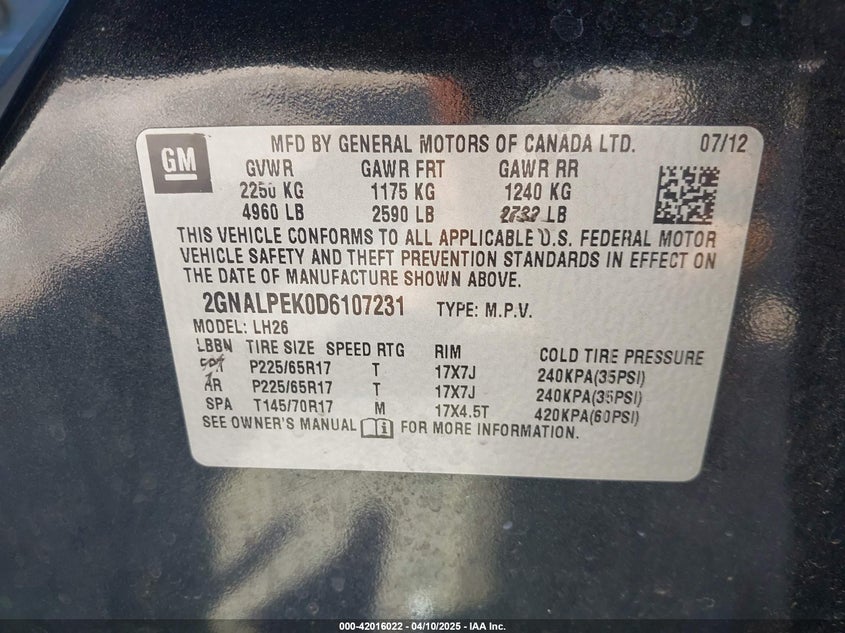 GM
MFD BY GENERAL MOTORS OF CANADA LTD. 07/12
GVWR GAWR FRT GAWR RR
2250 KG 1175 KG 1240 KG
4960 LB 2590 LB LB
THIS VEHICLE CONFORMS TO ALL APPLICABLE U.S. FEDERAL MOTOR
VEHICLE SAFETY AND THEFT PREVENTION STANDARDS IN EFFECT ON
THE DATE OF MANUFACTURE SHOWN ABOVE.
2GNALPEK0D6107231 TYPE: M.P.V.
MODEL: LH26
LBBN TIRE SIZE SPEED RTG RIM COLD TIRE PRESSURE
P225/65R17 T 17X7J 240KPA(35PSI)
P225/65R17 T 17X7J 240KPA(35PSI)
SPA T145/70R17 M 17X4.5T 420KPA(60PSI)
SEE OWNER'S MANUAL i FOR MORE INFORMATION.
000-42016022 - 04/10/2025 - IAA Inc.